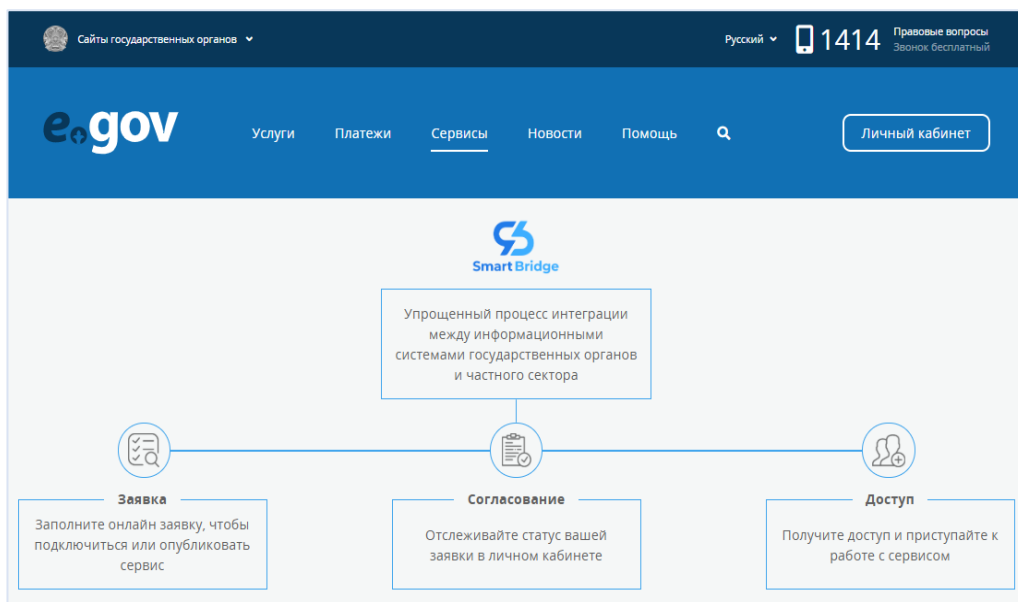 Сайты государственных органов
Русский
1414
Правовые вопросы
Звонок бесплатный
e.gov
Услуги
Платежи
Сервисы
Новости
Помощь
Личный кабинет
Smart Bridge
Упрощенный процесс интеграции
между информационными
системами государственных органов
и частного сектора
Заявка
Заполните онлайн заявку, чтобы
подключиться или опубликовать
сервис
Согласование
Отслеживайте статус вашей
заявки в личном кабинете
Доступ
Получите доступ и приступайте к
работе с сервисом